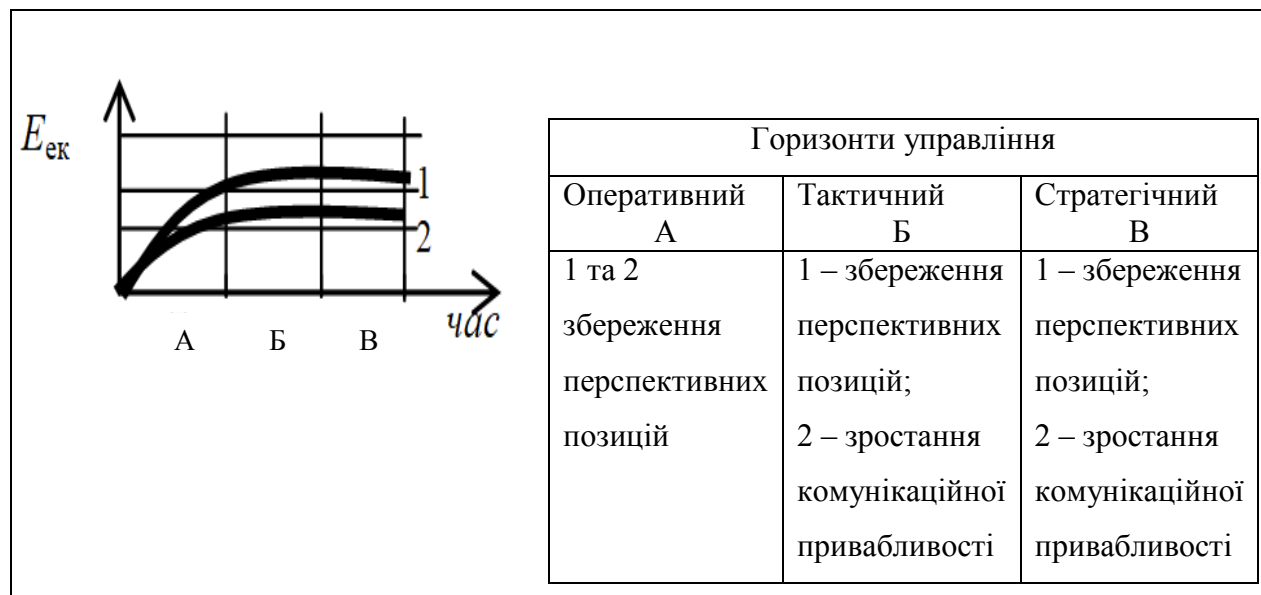 Eек
1
2
час
А Б В
Горизонти управління
Оперативний
А
Тактичний
Б
Стратегічний
В
1 та 2
збереження
перспективних
позицій
1 – збереження
перспективних
позицій;
2 – зростання
комунікаційної
привабливості
1 – збереження
перспективних
позицій;
2 – зростання
комунікаційної
привабливості